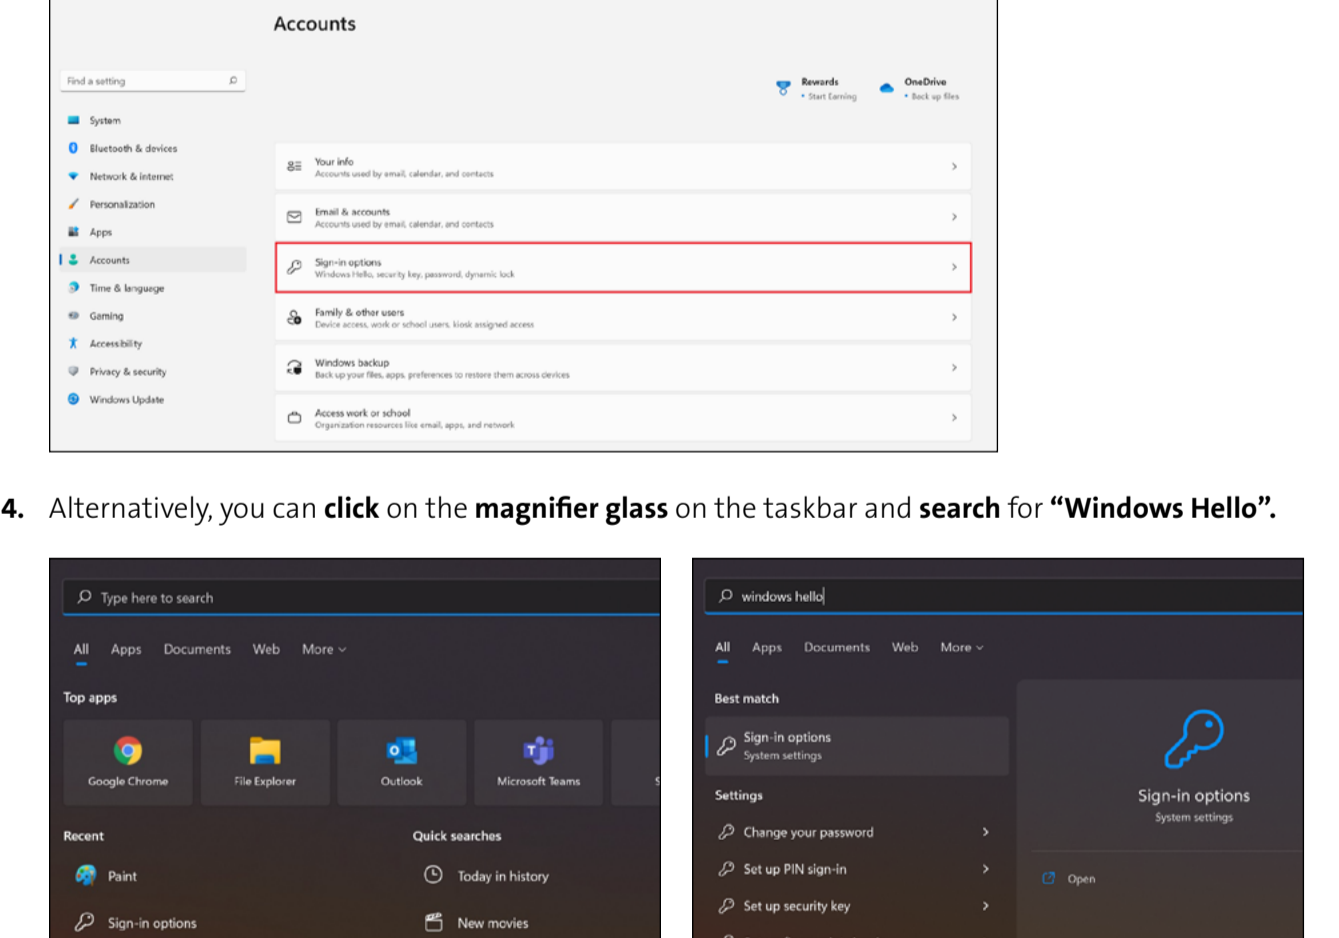 Accounts
Find a setting
Rewards
• Start Earning
OneDrive
• Back up files
System
Bluetooth & devices
Network & internet
Personalization
Apps
Accounts
Time & language
Gaming
Accessibility
Privacy & security
Windows Update
Your info
Accounts used by email, calendar, and contacts
Email & accounts
Accounts used by email, calendar, and contacts
Sign-in options
Windows Hello, security key, password, dynamic lock
Family & other users
Device access, work or school users, kiosk assigned access
Windows backup
Back up your files, apps, preferences to restore them across devices
Access work or school
Organization resources like email, apps, and network
4. Alternatively, you can click on the magnifier glass on the taskbar and search for “Windows Hello”.
Type here to search
All Apps Documents Web More
Top apps
Google Chrome File Explorer Outlook Microsoft Teams S
Recent Quick searches
Paint Today in history
Sign-in options New movies
windows hello
All Apps Documents Web More
Best match
Sign-in options
System settings
Settings
Change your password
Set up PIN sign-in
Set up security key
Sign-in options
System settings
Open